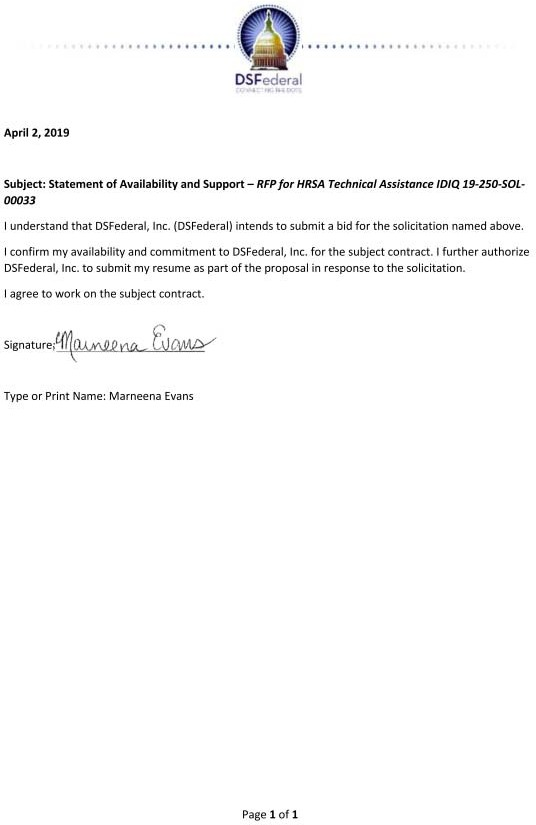 DSFederal
CONNECTING THE DOTS
April 2, 2019
Subject: Statement of Availability and Support – RFP for HRSA Technical Assistance IDIQ 19-250-SOL-
00033
I understand that DSFederal, Inc. (DSFederal) intends to submit a bid for the solicitation named above.
I confirm my availability and commitment to DSFederal, Inc. for the subject contract. I further authorize
DSFederal, Inc. to submit my resume as part of the proposal in response to the solicitation.
I agree to work on the subject contract.
Signature: Marneena Evans
Type or Print Name: Marneena Evans
Page 1 of 1